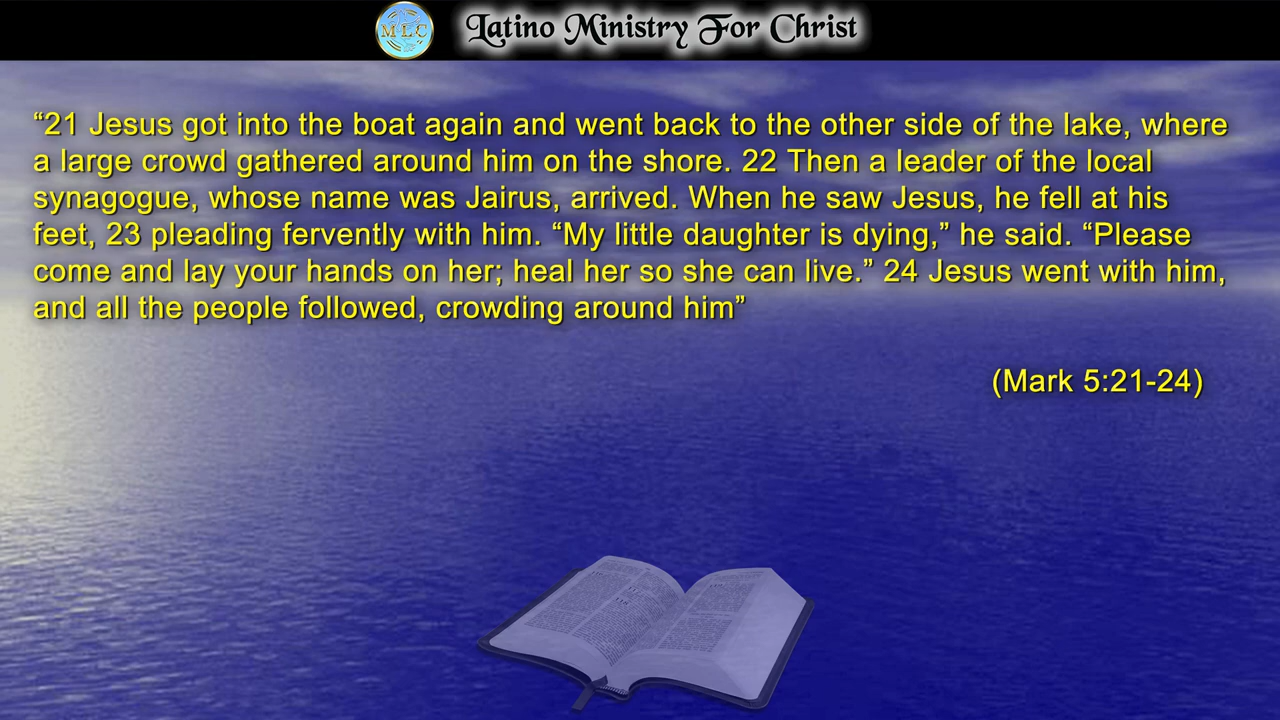 MLC
Latino Ministry For Christ
“21 Jesus got into the boat again and went back to the other side of the lake, where
a large crowd gathered around him on the shore. 22 Then a leader of the local
synagogue, whose name was Jairus, arrived. When he saw Jesus, he fell at his
feet, 23 pleading fervently with him. “My little daughter is dying,” he said. “Please
come and lay your hands on her; heal her so she can live.” 24 Jesus went with him,
and all the people followed, crowding around him”
(Mark 5:21-24)